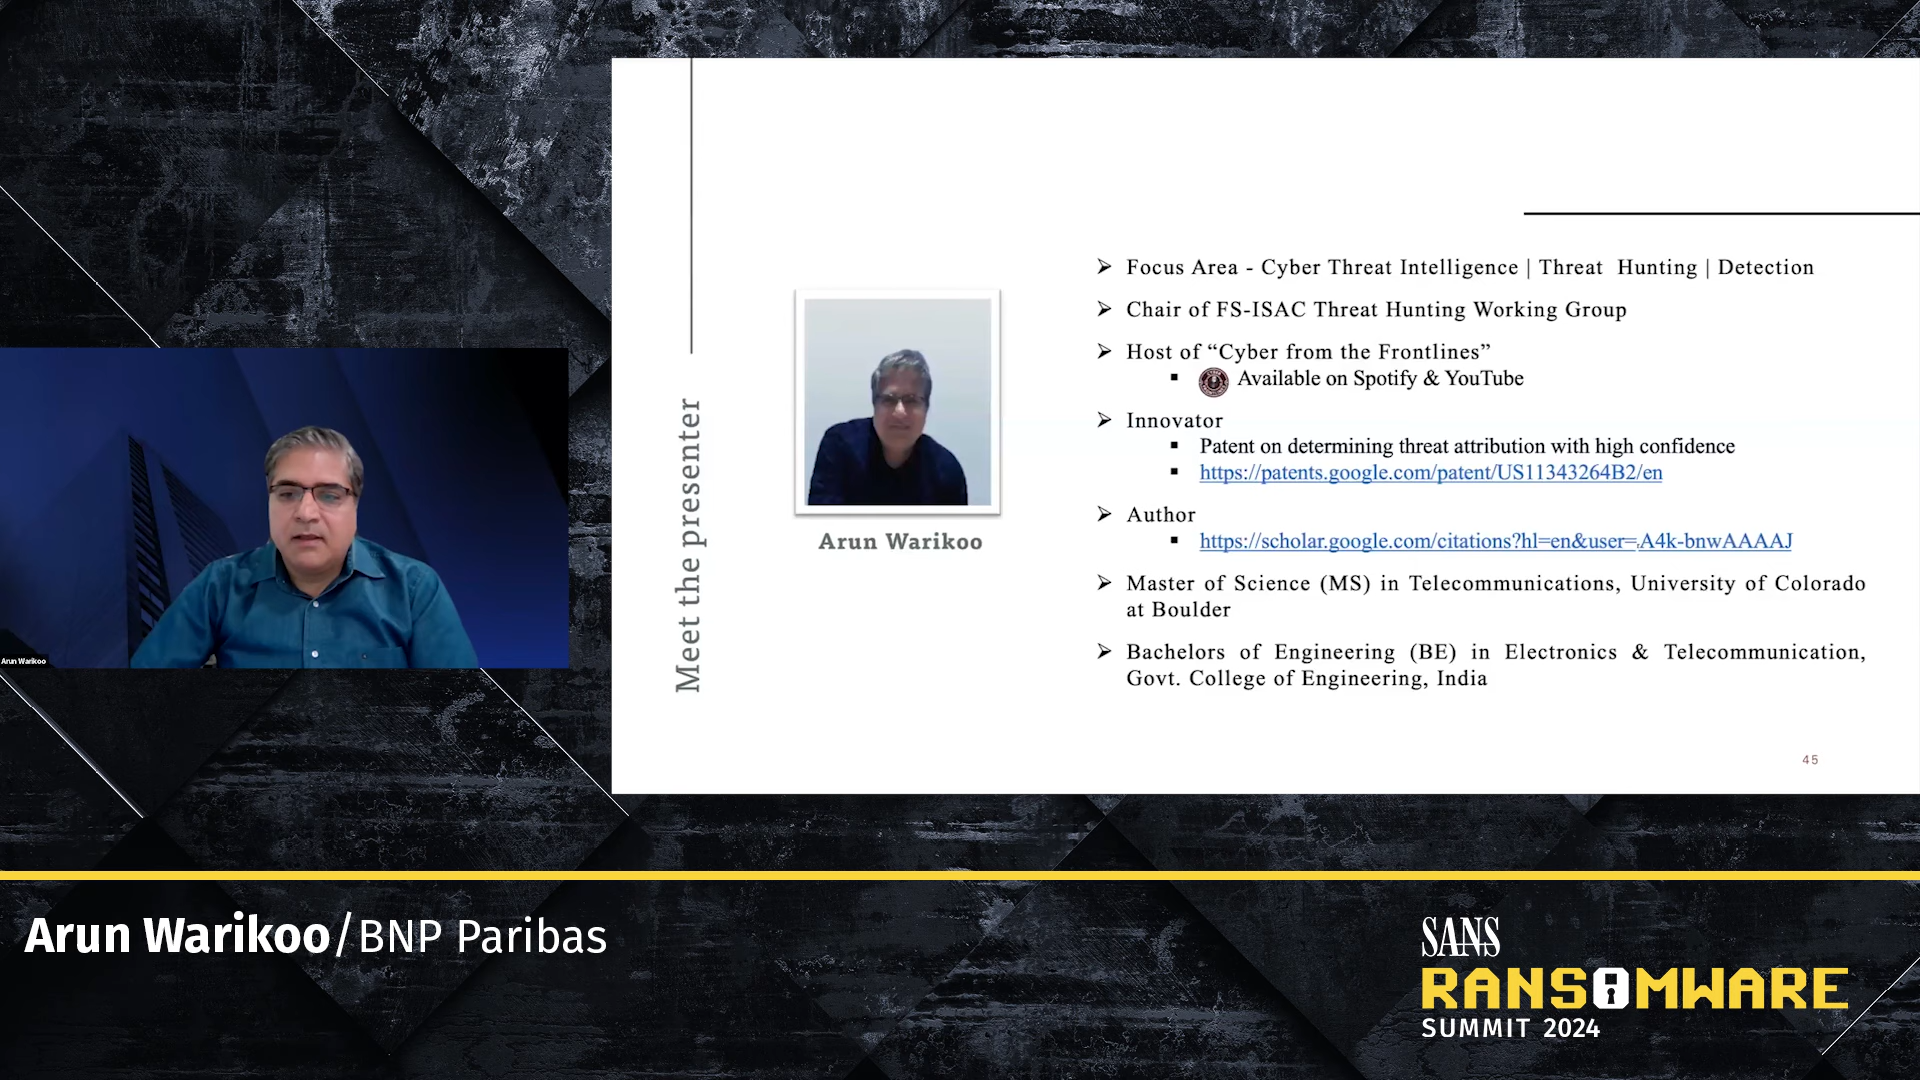 Meet the presenter
Arun Warikoo
Focus Area - Cyber Threat Intelligence | Threat Hunting | Detection
Chair of FS-ISAC Threat Hunting Working Group
Host of “Cyber from the Frontlines”
Available on Spotify & YouTube
Innovator
Patent on determining threat attribution with high confidence
https://patents.google.com/patent/US11343264B2/en
Author
https://scholar.google.com/citations?hl=en&user=A4k-bnwAAAAJ
Master of Science (MS) in Telecommunications, University of Colorado
at Boulder
Bachelors of Engineering (BE) in Electronics & Telecommunication,
Govt. College of Engineering, India
45
Arun Warikoo
Arun Warikoo/BNP Paribas
SANS
RANSOMWARE
SUMMIT 2024